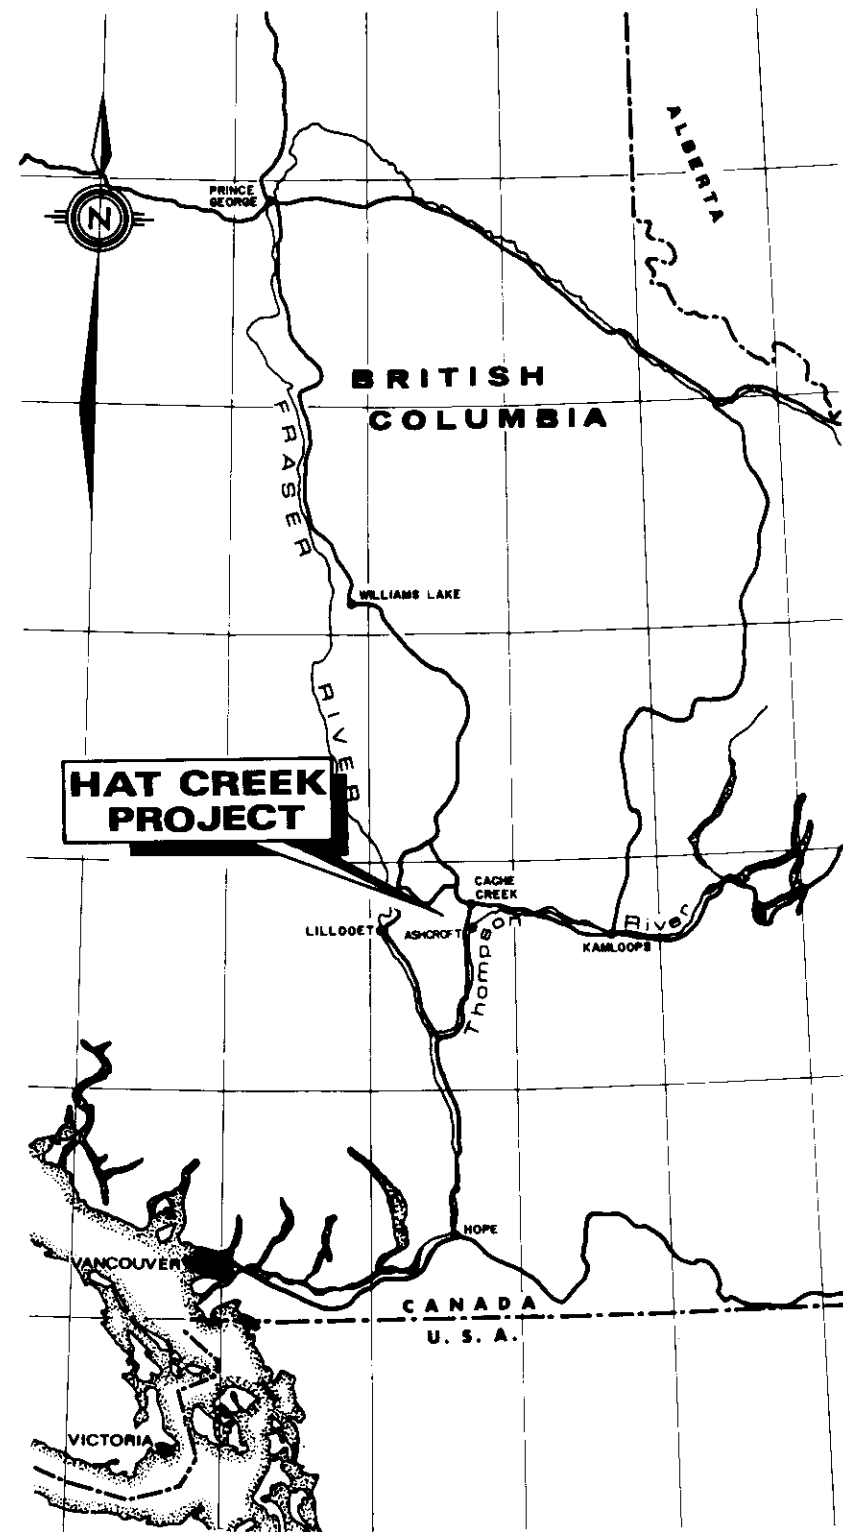 ALBERTA
PRINCE
GEORGE
N
BRITISH
COLUMBIA
FRASER
WILLIAMS LAKE
RIVER
HAT CREEK
PROJECT
CACHE
CREEK
LILLOOET
ASHCROFT
Thompson
River
KAMLOOPS
HOPE
VANCOUVER
CANADA
U. S. A.
VICTORIA